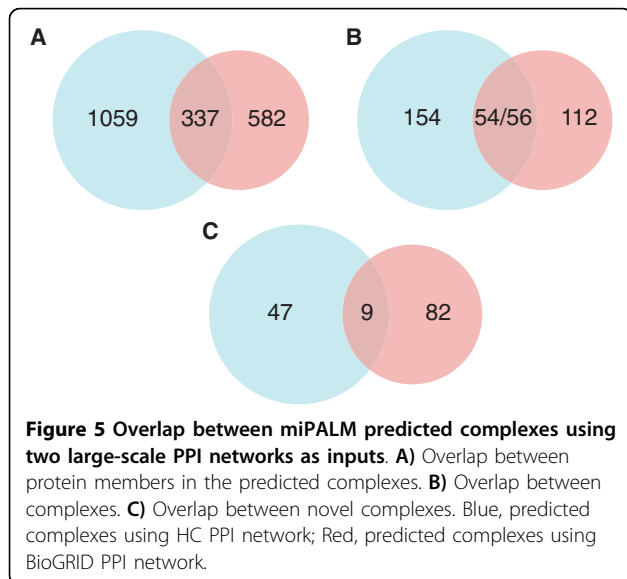 A
1059 337 582
B
154 54/56 112
C
47 9 82
Figure 5 Overlap between miPALM predicted complexes using
two large-scale PPI networks as inputs. A) Overlap between
protein members in the predicted complexes. B) Overlap between
complexes. C) Overlap between novel complexes. Blue, predicted
complexes using HC PPI network; Red, predicted complexes using
BioGRID PPI network.